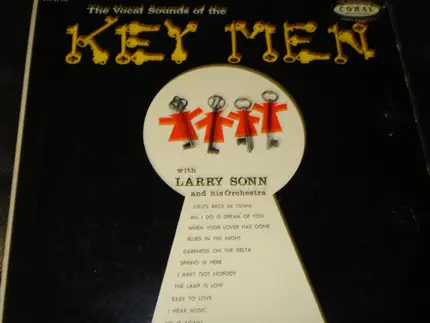 The Vocal Sounds of the
CORAL
KEY MEN
with
LARRY SONN
and his Orchestra
LULU'S BACK IN TOWN
ALL I DO IS DREAM OF YOU
WHEN YOUR LOVER HAS GONE
BLUES IN THE NIGHT
DARKNESS ON THE DELTA
SPRING IS HERE
I AIN'T GOT NOBODY
THE LAMP IS LOW
EASY TO LOVE
I HEAR MUSIC
AGAIN